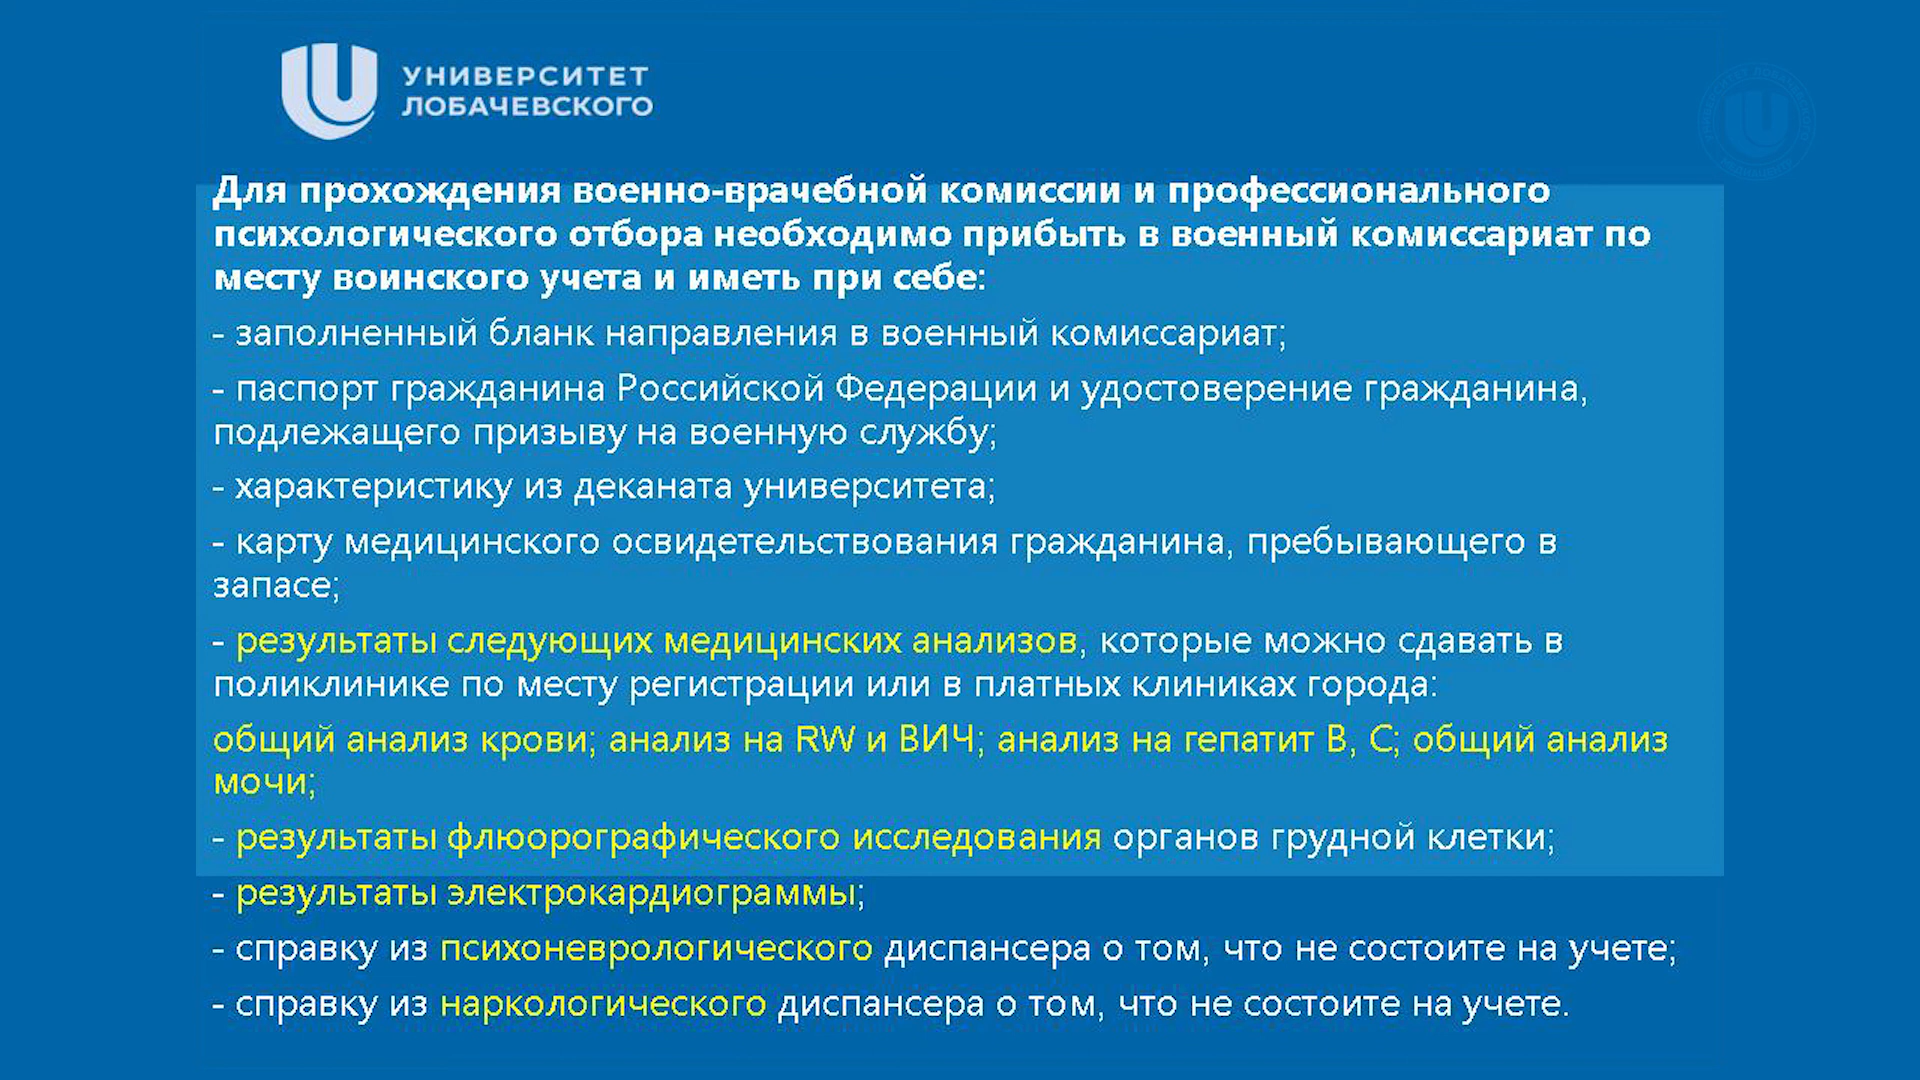 УНИВЕРСИТЕТ
ЛОБАЧЕВСКОГО
Для прохождения военно-врачебной комиссии и профессионального
психологического отбора необходимо прибыть в военный комиссариат по
месту воинского учета и иметь при себе:
- заполненный бланк направления в военный комиссариат;
- паспорт гражданина Российской Федерации и удостоверение гражданина,
подлежащего призыву на военную службу;
- характеристику из деканата университета;
- карту медицинского освидетельствования гражданина, пребывающего в
запасе;
- результаты следующих медицинских анализов, которые можно сдавать в
поликлинике по месту регистрации или в платных клиниках города:
общий анализ крови; анализ на RW и ВИЧ; анализ на гепатит В, С; общий анализ
мочи;
- результаты флюорографического исследования органов грудной клетки;
- результаты электрокардиограммы;
- справку из психоневрологического диспансера о том, что не состоите на учете;
- справку из наркологического диспансера о том, что не состоите на учете.